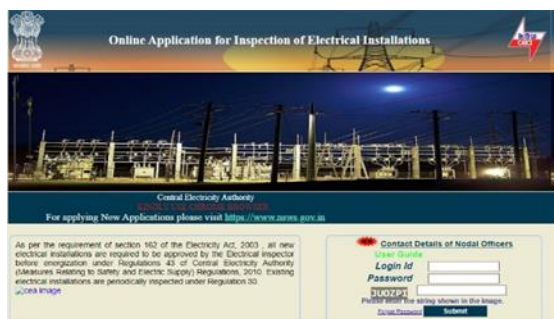 Online Application for Inspection of Electrical Installations
Central Electricity Authority
KINDLY USE CHROME BROWSER
For applying New Applications please visit https://www.nsws.gov.in
As per the requirement of section 162 of the Electricity Act, 2003 , all new
electrical installations are required to be approved by the Electrical inspector
before energization under Regulations 43 of Central Electricity Authority
(Measures Relating to Safety and Electric Supply) Regulations, 2010. Existing
electrical installations are periodically inspected under Regulation 30.
cea image
Contact Details of Nodal Officers
User Guide
Login Id
Password
JUOZPI
Please enter the string shown in the image.
Forgot Password
Submit